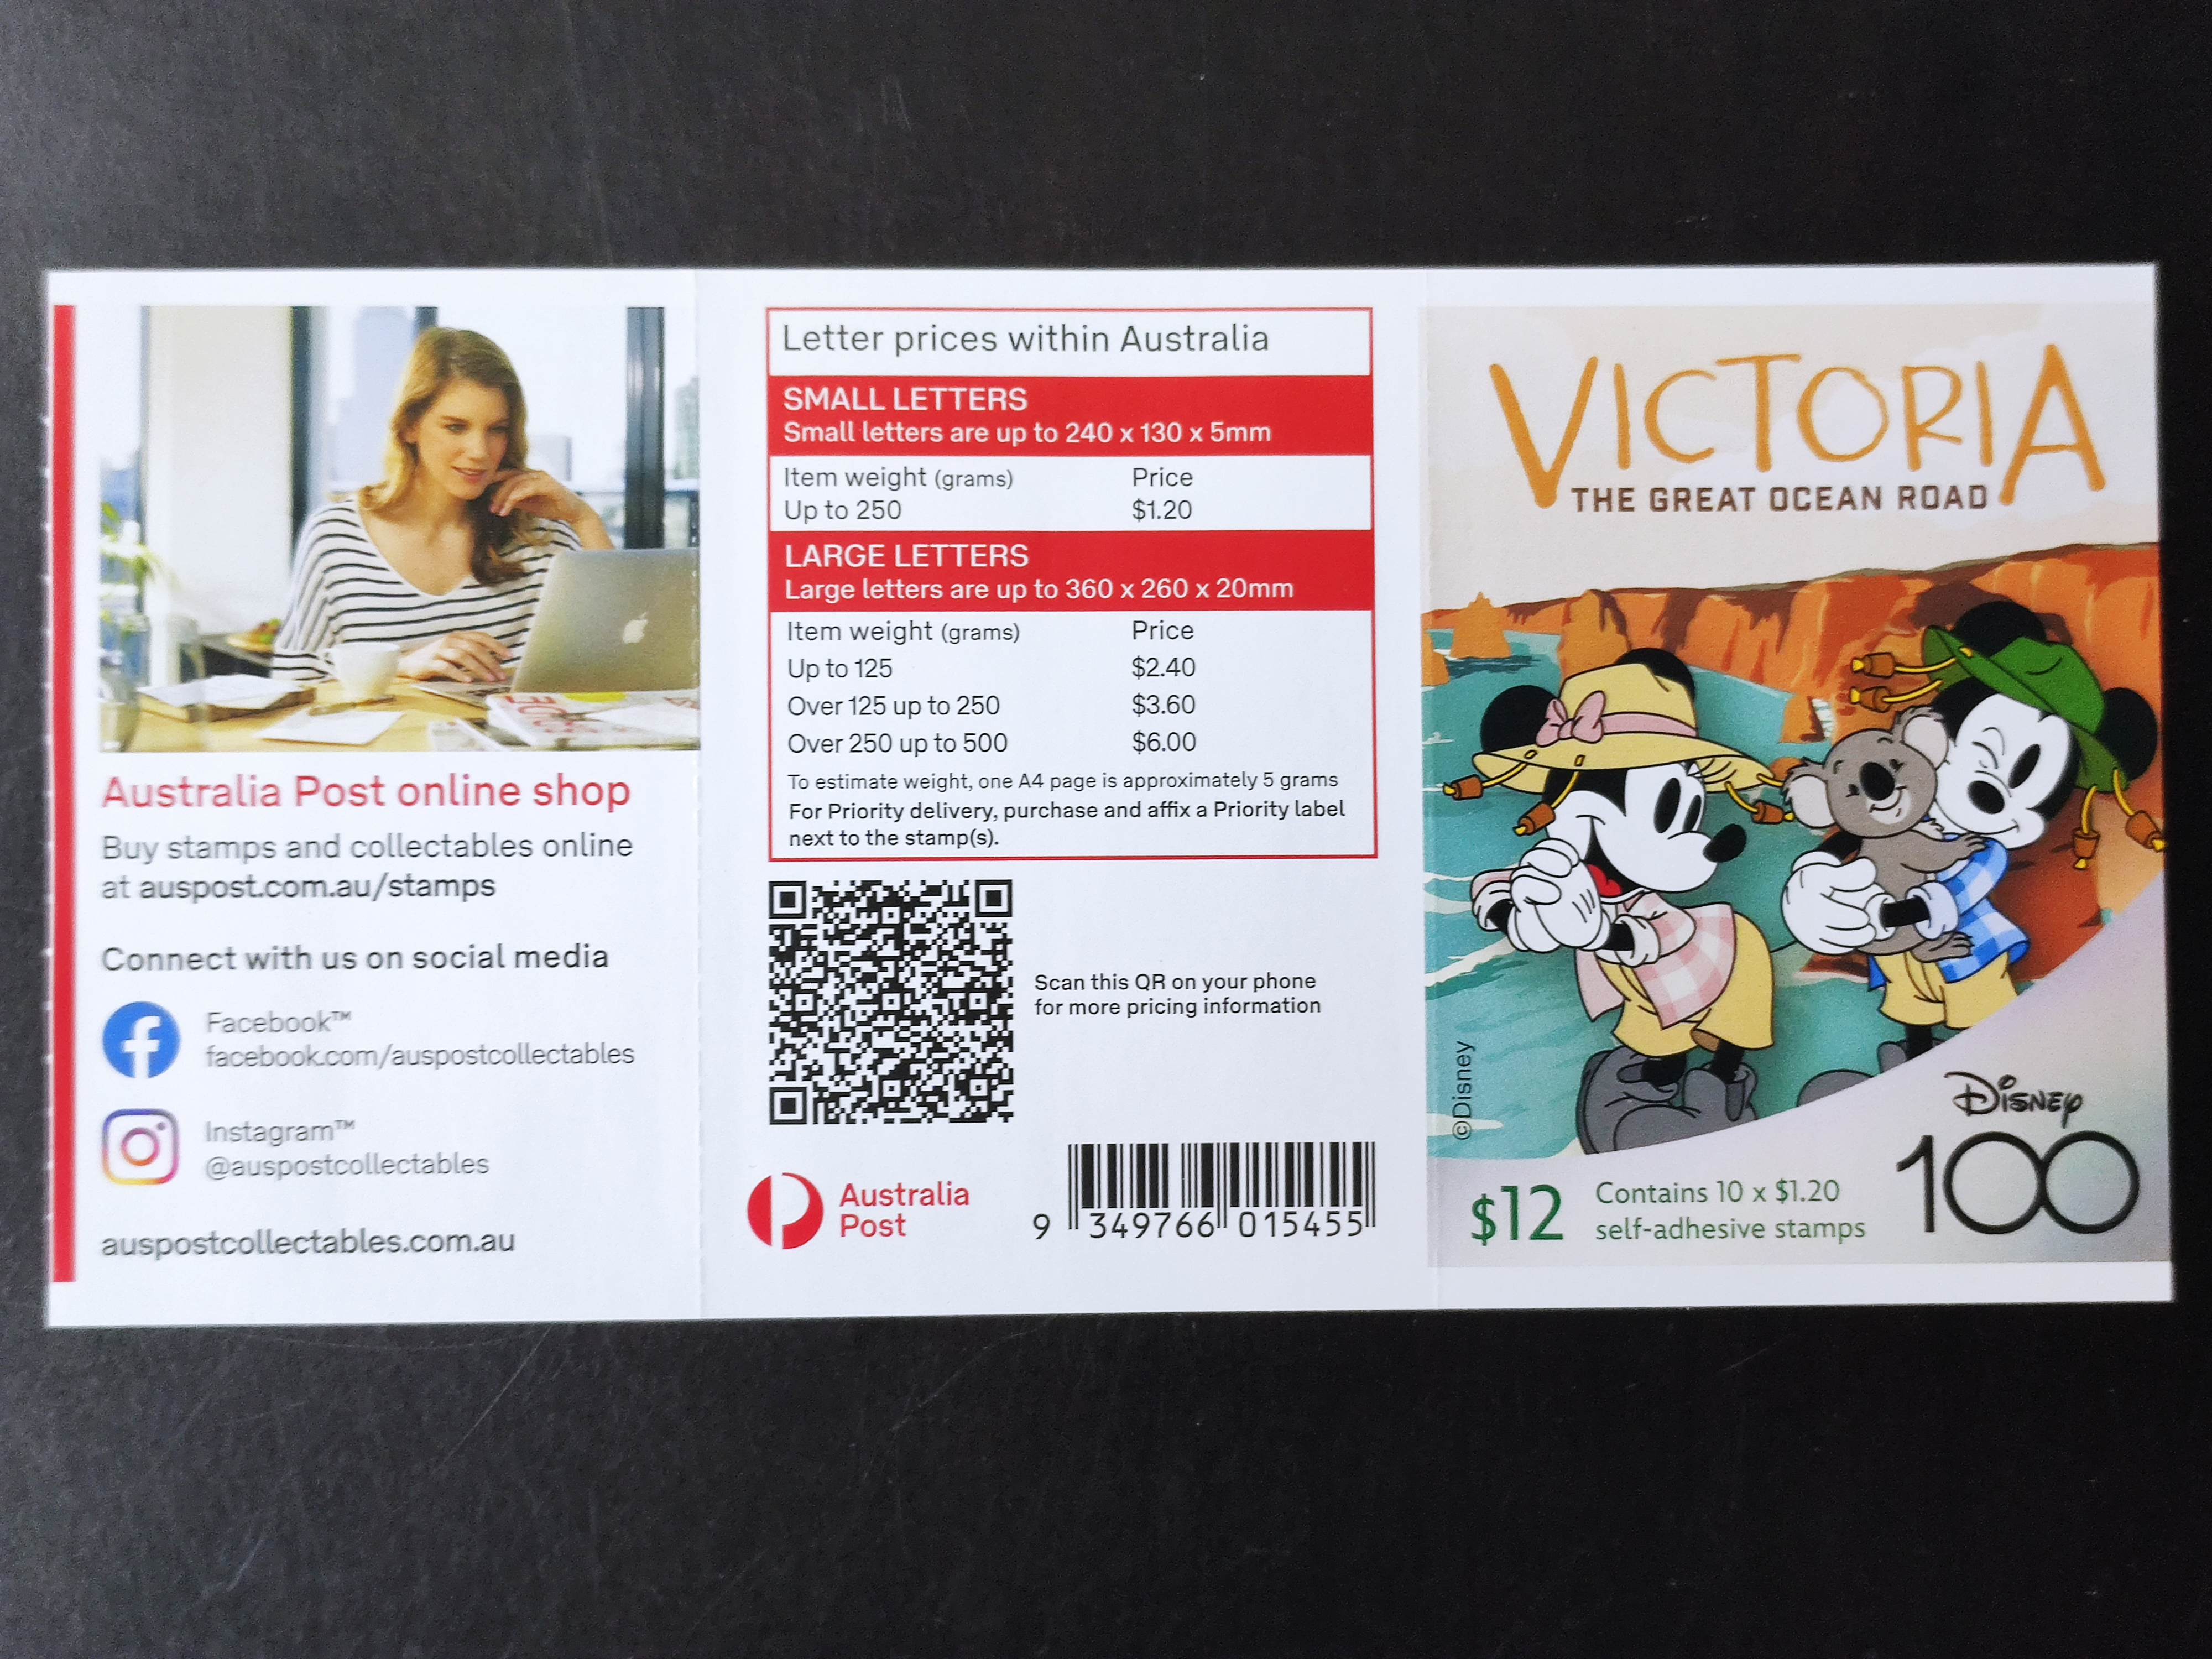 Australia Post online shop
Buy stamps and collectables online
at auspost.com.au/stamps
Connect with us on social media
Facebook™
facebook.com/auspostcollectables
Instagram™
@auspostcollectables
auspostcollectables.com.au
Letter prices within Australia
SMALL LETTERS
Small letters are up to 240 x 130 x 5mm
Item weight (grams) Price
Up to 250 $1.20
LARGE LETTERS
Large letters are up to 360 x 260 x 20mm
Item weight (grams) Price
Up to 125 $2.40
Over 125 up to 250 $3.60
Over 250 up to 500 $6.00
To estimate weight, one A4 page is approximately 5 grams
For Priority delivery, purchase and affix a Priority label
next to the stamp(s).
Scan this QR on your phone
for more pricing information
Australia
Post
9 349766 015455
VICTORIA
THE GREAT OCEAN ROAD
©Disney
Disney
100
$12
Contains 10 x $1.20
self-adhesive stamps